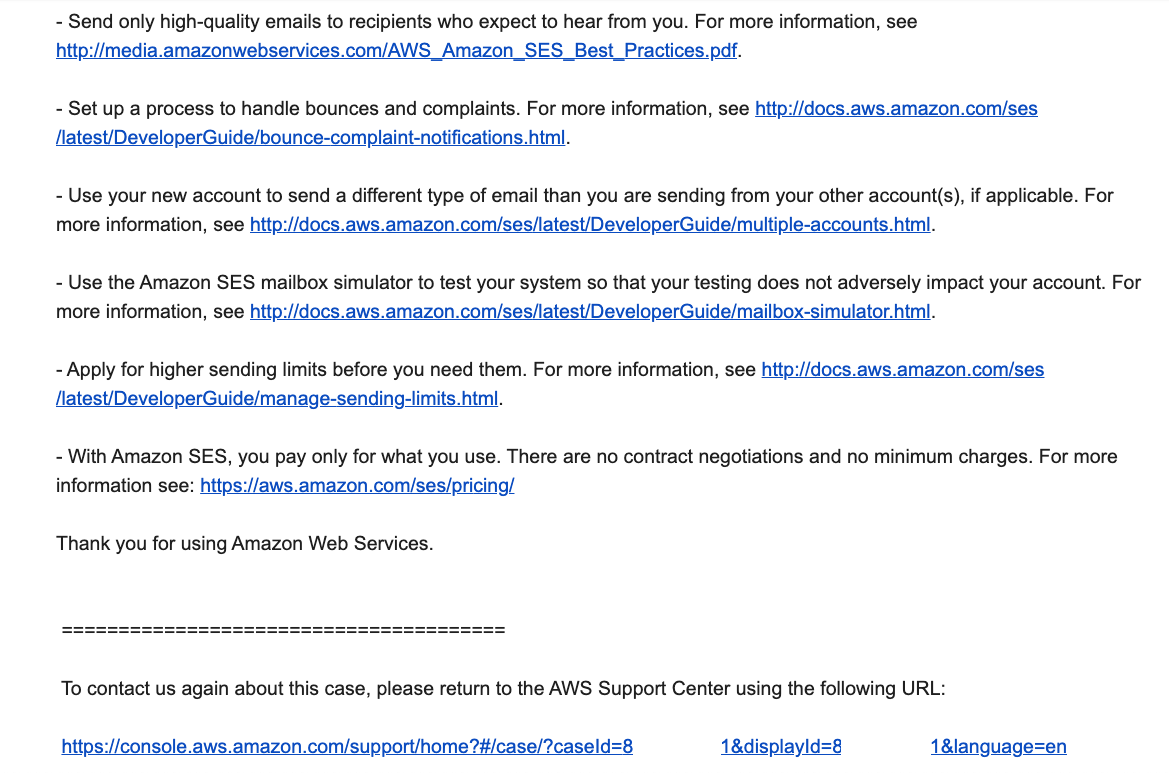 - Send only high-quality emails to recipients who expect to hear from you. For more information, see
http://media.amazonwebservices.com/AWS_Amazon_SES_Best_Practices.pdf.
- Set up a process to handle bounces and complaints. For more information, see http://docs.aws.amazon.com/ses
/latest/DeveloperGuide/bounce-complaint-notifications.html.
- Use your new account to send a different type of email than you are sending from your other account(s), if applicable. For
more information, see http://docs.aws.amazon.com/ses/latest/DeveloperGuide/multiple-accounts.html.
- Use the Amazon SES mailbox simulator to test your system so that your testing does not adversely impact your account. For
more information, see http://docs.aws.amazon.com/ses/latest/DeveloperGuide/mailbox-simulator.html.
- Apply for higher sending limits before you need them. For more information, see http://docs.aws.amazon.com/ses
/latest/DeveloperGuide/manage-sending-limits.html.
- With Amazon SES, you pay only for what you use. There are no contract negotiations and no minimum charges. For more
information see: https://aws.amazon.com/ses/pricing/
Thank you for using Amazon Web Services.
=======================================
To contact us again about this case, please return to the AWS Support Center using the following URL:
https://console.aws.amazon.com/support/home?#/case/?caseId=8 1&displayId=8 1&language=en